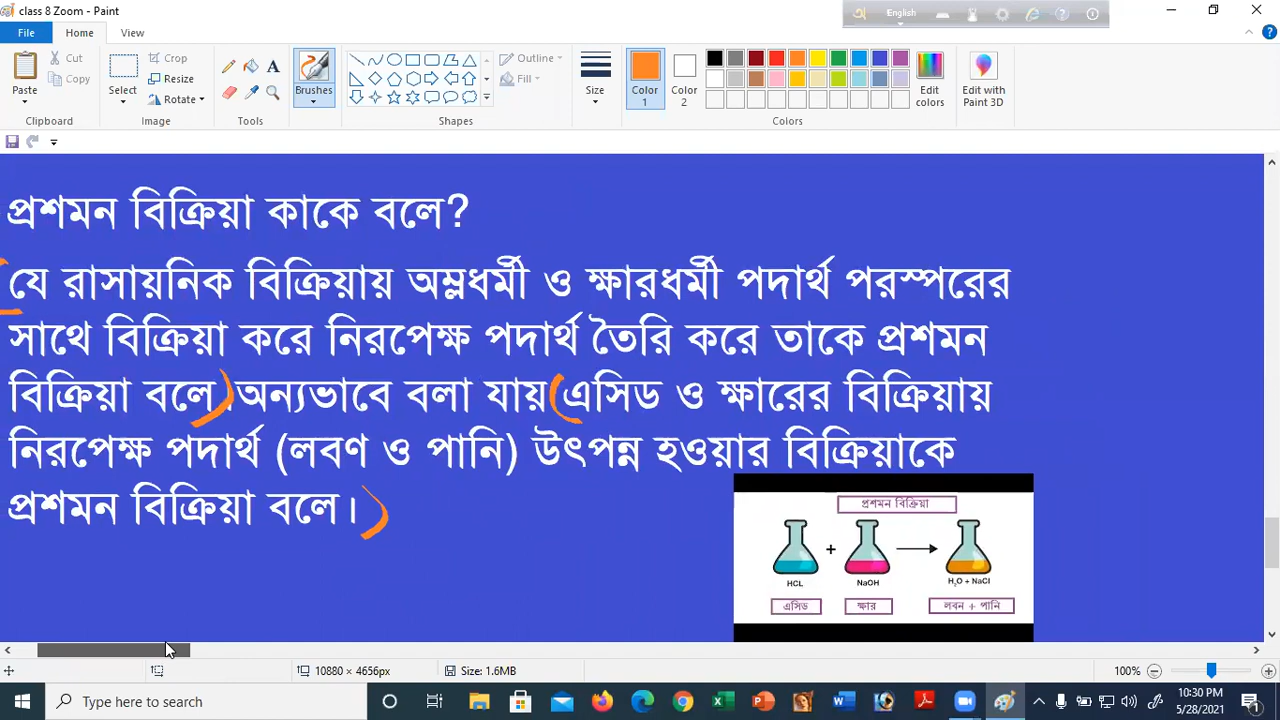 class 8 Zoom - Paint
English
File
Home
View
Paste
Cut
Copy
Clipboard
Select
Crop
Resize
Rotate
Image
Tools
Brushes
Shapes
Outline
Fill
Size
Color 1
Color 2
Colors
Edit colors
Edit with Paint 3D
প্রশমন বিক্রিয়া কাকে বলে?
যে রাসায়নিক বিক্রিয়ায় অম্লধর্মী ও ক্ষারধর্মী পদার্থ পরস্পরের
সাথে বিক্রিয়া করে নিরপেক্ষ পদার্থ তৈরি করে তাকে প্রশমন
বিক্রিয়া বলে।অন্যভাবে বলা যায় এসিড ও ক্ষারের বিক্রিয়ায়
নিরপেক্ষ পদার্থ (লবণ ও পানি) উৎপন্ন হওয়ার বিক্রিয়াকে
প্রশমন বিক্রিয়া বলে।
প্রশমন বিক্রিয়া
+
HCL NaOH H₂O + NaCl
এসিড ক্ষার লবন + পানি
10880 × 4656px
Size: 1.6MB
100%
Type here to search
10:30 PM
5/28/2021